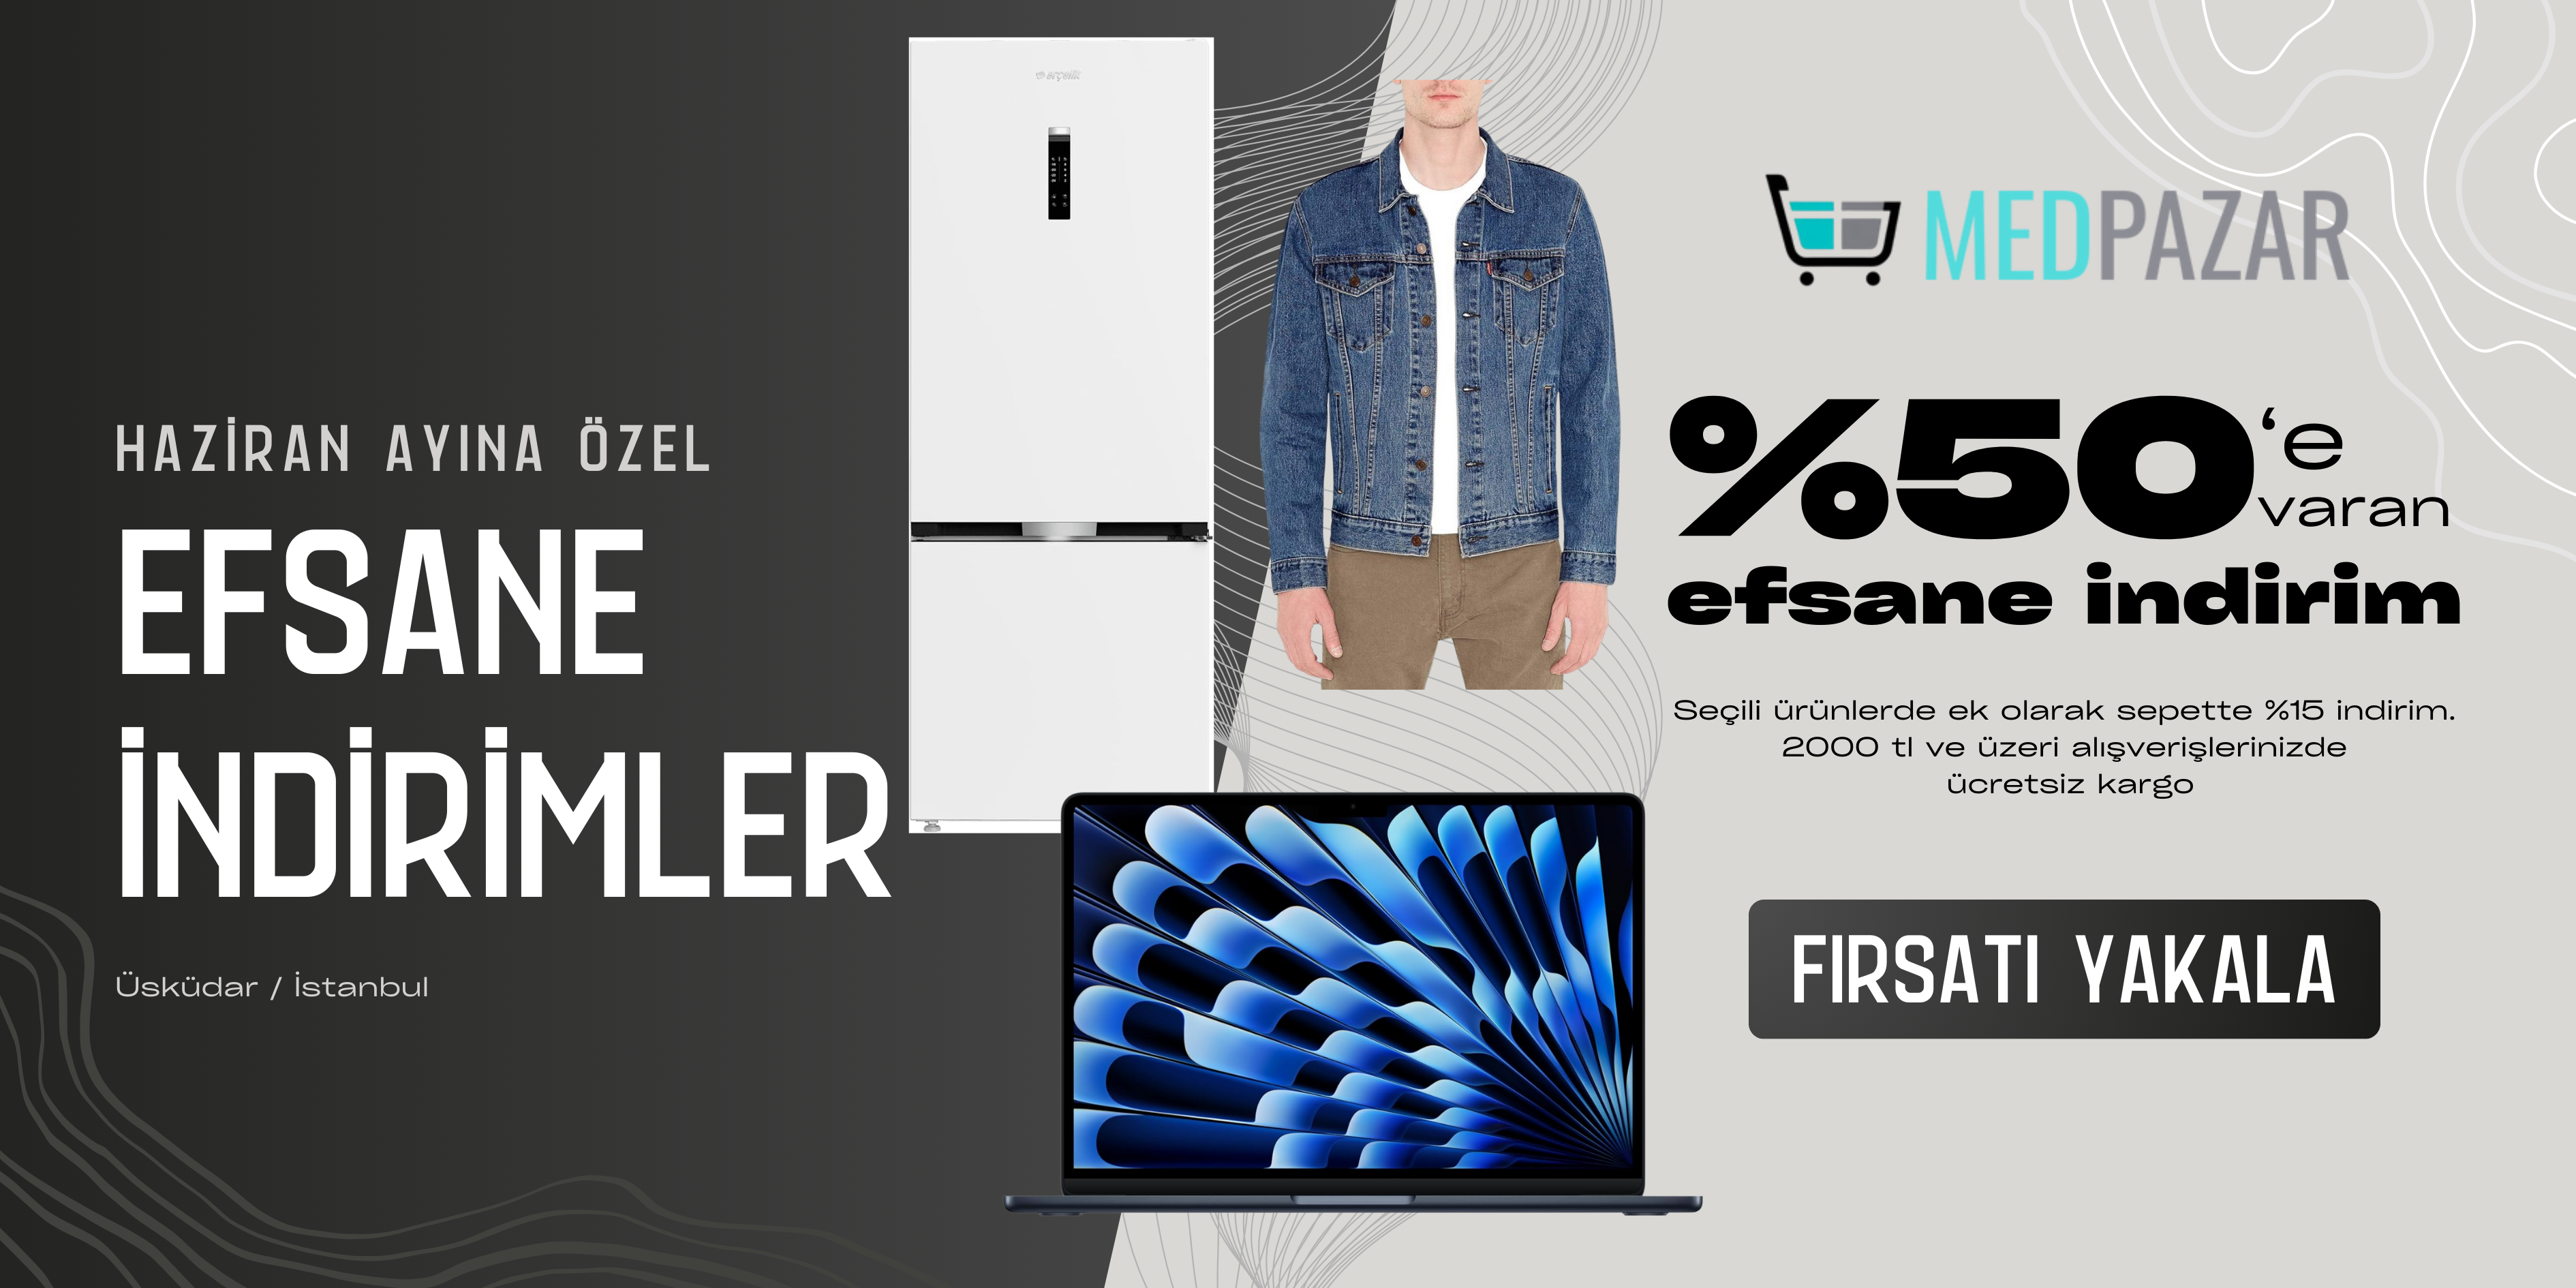 HAZİRAN AYINA ÖZEL
EFSANE
İNDİRİMLER
Üsküdar / İstanbul
arçelik
MEDPAZAR
%50‘e
varan
efsane indirim
Seçili ürünlerde ek olarak sepette %15 indirim.
2000 tl ve üzeri alışverişlerinizde
ücretsiz kargo
FIRSATI YAKALA